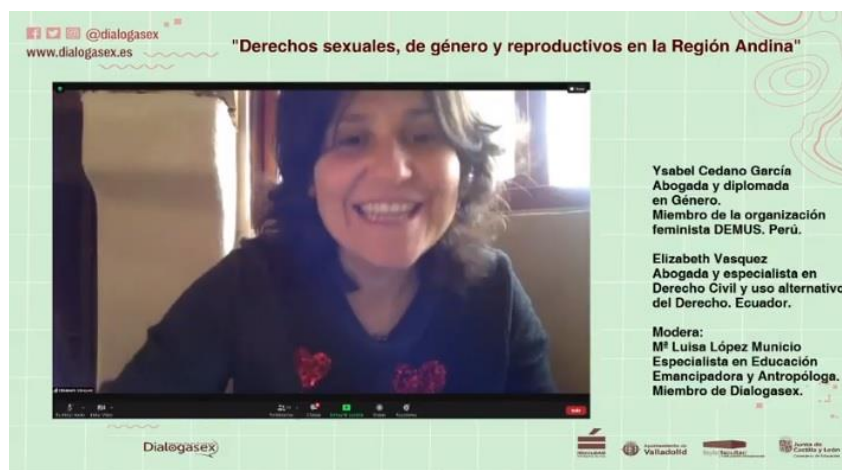 @dialogasex
www.dialogasex.es
"Derechos sexuales, de género y reproductivos en la Región Andina"
Ysabel Cedano García
Abogada y diplomada
en Género.
Miembro de la organización
feminista DEMUS. Perú.
Elizabeth Vasquez
Abogada y especialista en
Derecho Civil y uso alternativo
del Derecho. Ecuador.
Modera:
Mª Luisa López Municio
Especialista en Educación
Emancipadora y Antropóloga.
Miembro de Dialogasex.
Dialogasex
Ayuntamiento de
Valladolid
Junta de
Castilla y León